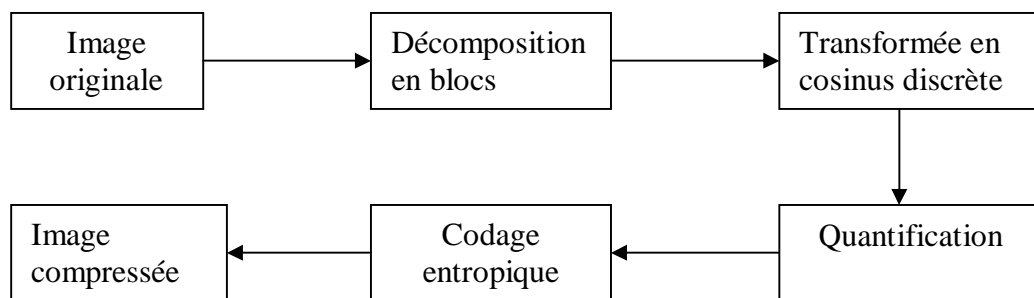 Image
originale
Décomposition
en blocs
Transformée en
cosinus discrète
Quantification
Codage
entropique
Image
compressée